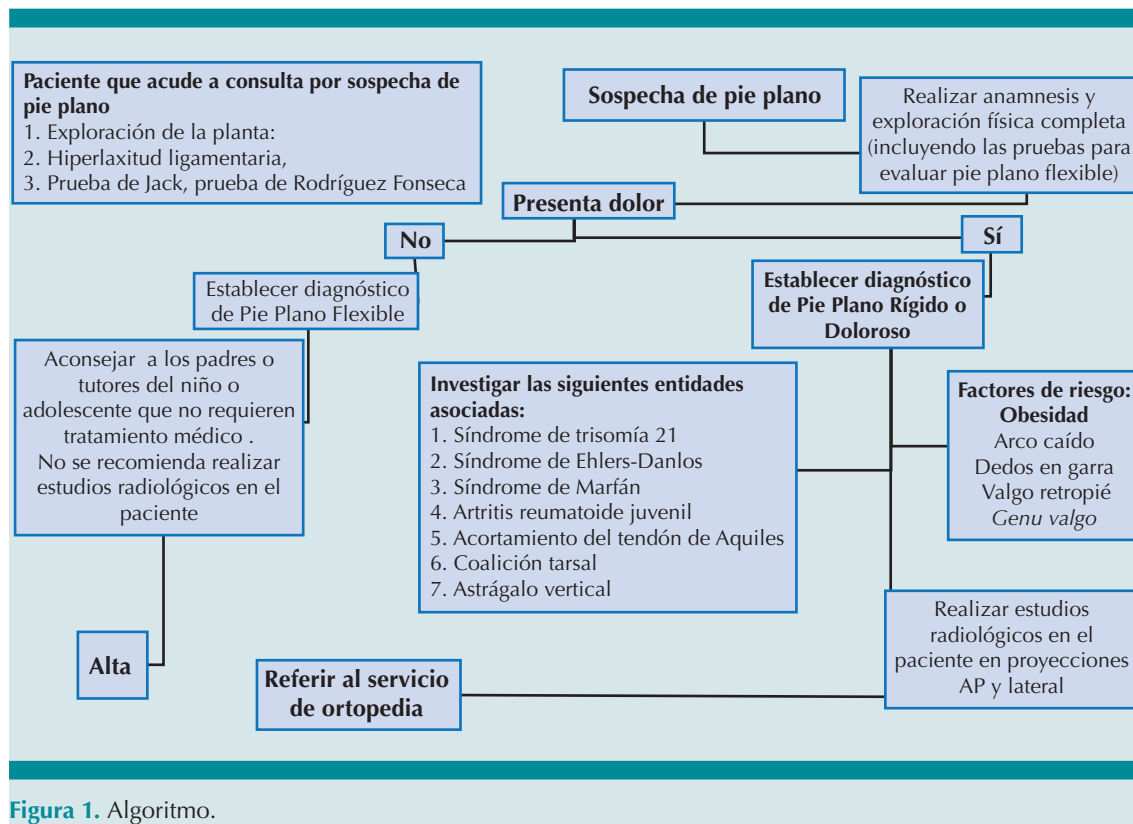 Paciente que acude a consulta por sospecha de
pie plano
1. Exploración de la planta:
2. Hiperlaxitud ligamentaria,
3. Prueba de Jack, prueba de Rodríguez Fonseca
Sospecha de pie plano
Realizar anamnesis y
exploración física completa
(incluyendo las pruebas para
evaluar pie plano flexible)
Presenta dolor
No
Sí
Establecer diagnóstico
de Pie Plano Flexible
Establecer diagnóstico
de Pie Plano Rígido o
Doloroso
Aconsejar a los padres o
tutores del niño o
adolescente que no requieren
tratamiento médico .
No se recomienda realizar
estudios radiológicos en el
paciente
Investigar las siguientes entidades
asociadas:
1. Síndrome de trisomía 21
2. Síndrome de Ehlers-Danlos
3. Síndrome de Marfán
4. Artritis reumatoide juvenil
5. Acortamiento del tendón de Aquiles
6. Coalición tarsal
7. Astrágalo vertical
Factores de riesgo:
Obesidad
Arco caído
Dedos en garra
Valgo retropié
Genu valgo
Realizar estudios
radiológicos en el
paciente en proyecciones
AP y lateral
Alta
Referir al servicio
de ortopedia
Figura 1. Algoritmo.